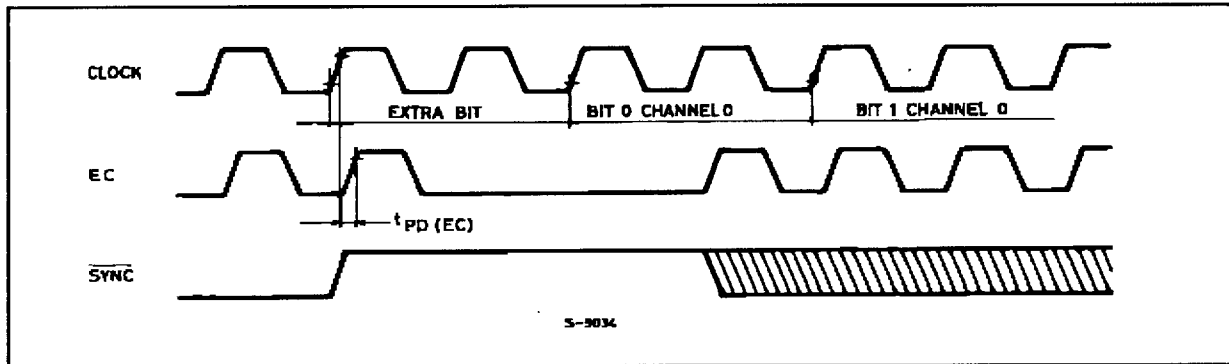 CLOCK
EXTRA BIT
BIT 0 CHANNEL 0
BIT 1 CHANNEL 0
EC
tPD (EC)
SYNC
S-9034